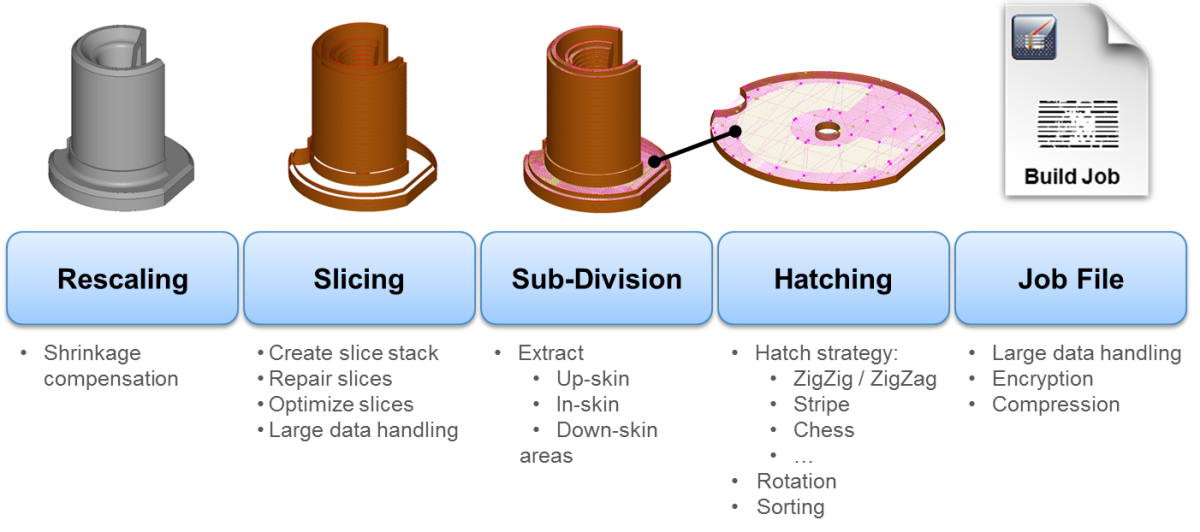 Build Job
Rescaling
Slicing
Sub-Division
Hatching
Job File
• Shrinkage
compensation
• Create slice stack
• Repair slices
• Optimize slices
• Large data handling
• Extract
• Up-skin
• In-skin
• Down-skin
areas
• Hatch strategy:
• ZigZig / ZigZag
• Stripe
• Chess
• …
• Rotation
• Sorting
• Large data handling
• Encryption
• Compression